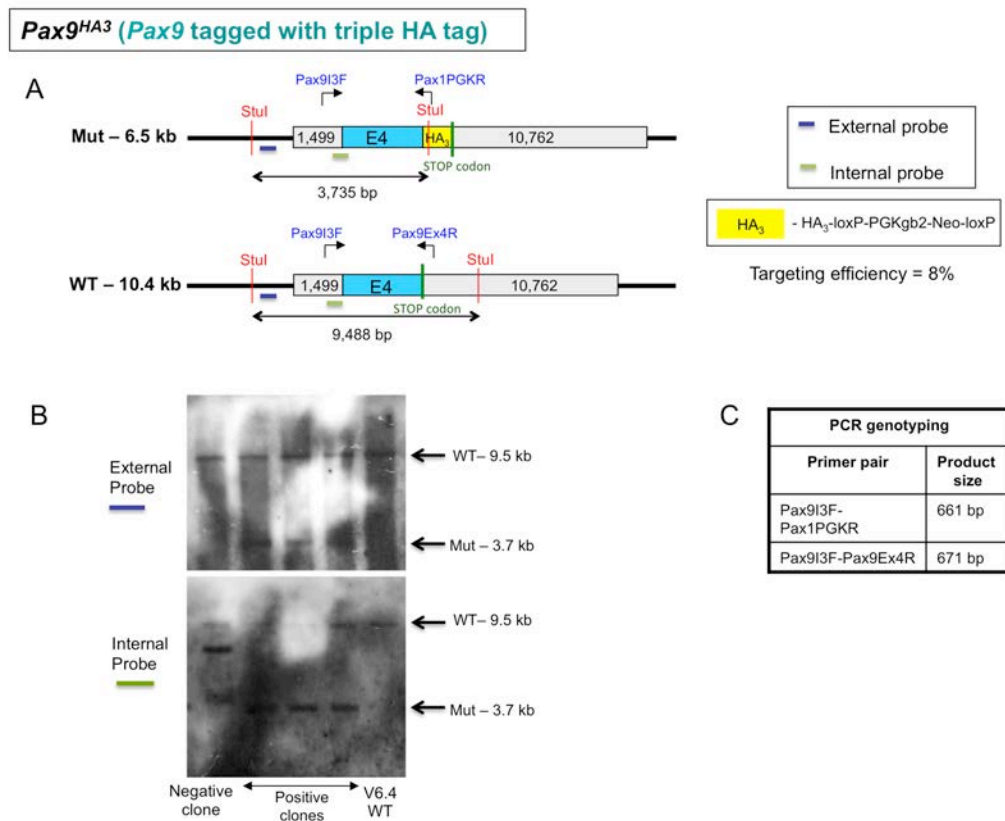 Pax9HA3 (Pax9 tagged with triple HA tag)
A
Pax9I3F
Pax1PGKR
StuI
StuI
Mut – 6.5 kb
1,499
E4
HA3
10,762
STOP codon
3,735 bp
External probe
Internal probe
HA3
- HA3-loxP-PGKgb2-Neo-loxP
Targeting efficiency = 8%
Pax9I3F
Pax9Ex4R
StuI
StuI
WT – 10.4 kb
1,499
E4
10,762
STOP codon
9,488 bp
B
External
Probe
WT– 9.5 kb
Mut – 3.7 kb
Internal
Probe
WT– 9.5 kb
Mut – 3.7 kb
Negative
clone
Positive
clones
V6.4
WT
C
PCR genotyping
Primer pair
Product
size
Pax9I3F-
Pax1PGKR
661 bp
Pax9I3F-Pax9Ex4R
671 bp